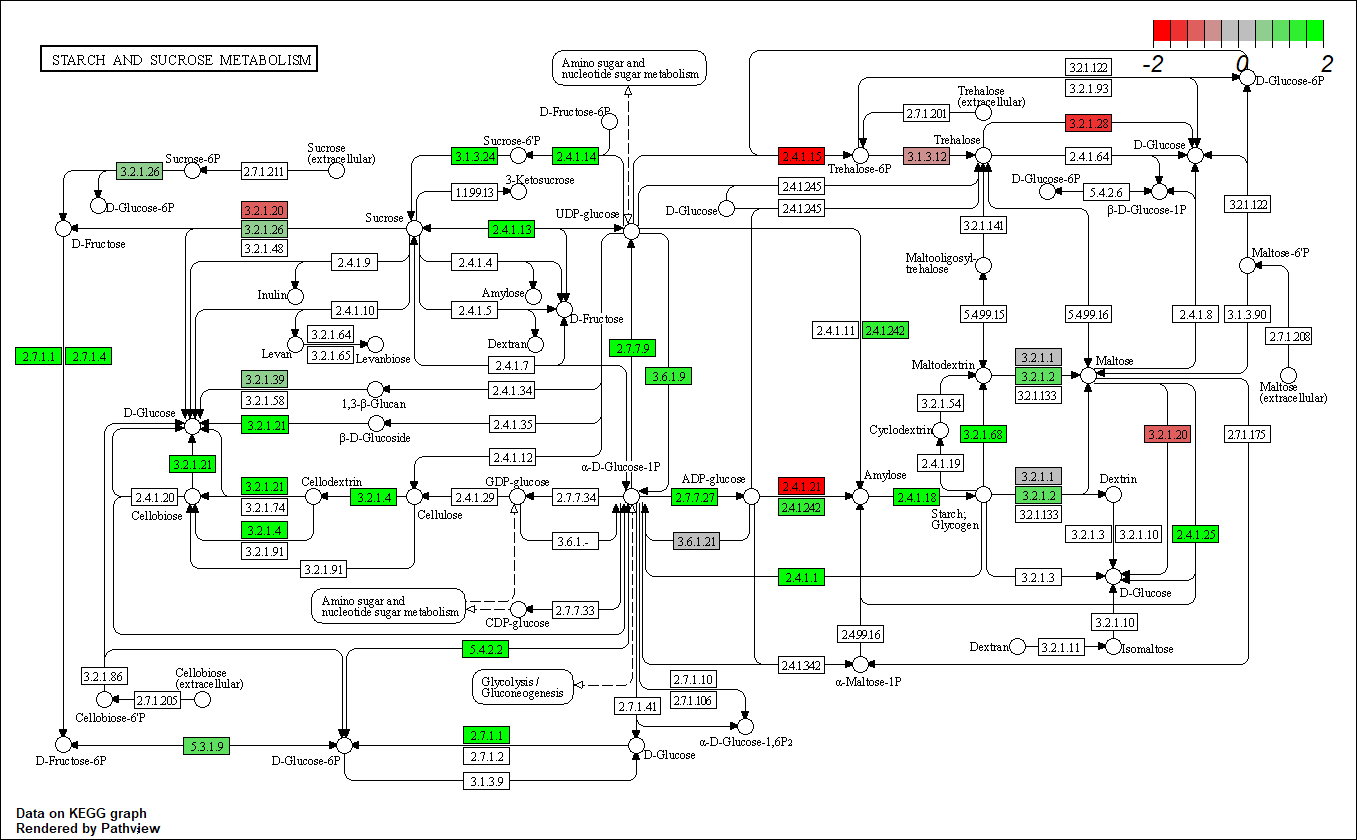 STARCH AND SUCROSE METABOLISM
-2
0
2
Amino sugar and
nucleotide sugar metabolism
3.2.1.122
3.2.1.93
D-Glucose-6P
Trehalose
(extracellular)
2.7.1.201
D-Fructose-6P
3.2.1.28
Sucrose-6'P
Trehalose
Sucrose
(extracellular)
Sucrose-6P
3.1.3.24
2.4.1.14
2.4.1.15
3.1.3.12
2.4.1.64
D-Glucose
3.2.1.26
2.7.1.211
Trehalose-6P
3-Ketosucrose
1.1.99.13
2.4.1.245
D-Glucose-6P
5.4.2.6
β-D-Glucose-1P
D-Glucose-6P
3.2.1.20
D-Glucose
2.4.1.245
3.2.1.122
Sucrose
UDP-glucose
3.2.1.26
2.4.1.13
3.2.1.141
D-Fructose
3.2.1.48
Maltose-6'P
2.4.1.9
2.4.1.4
Maltooligosyl-
trehalose
Inulin
Amylose
2.4.1.10
2.4.1.5
D-Fructose
5.4.99.15
5.4.99.16
2.4.1.8
3.1.3.90
2.4.1.11
2.4.1.242
3.2.1.64
2.7.1.208
Levan
3.2.1.65
Levanbiose
Dextran
2.7.7.9
2.7.1.1
2.7.1.4
3.2.1.1
2.4.1.7
Maltodextrin
Maltose
3.6.1.9
3.2.1.2
3.2.1.39
3.2.1.133
Maltose
(extracellular)
2.4.1.34
3.2.1.58
1,3-β-Glucan
3.2.1.54
D-Glucose
3.2.1.21
2.4.1.35
Cyclodextrin
3.2.1.68
3.2.1.20
2.7.1.175
β-D-Glucoside
2.4.1.12
3.2.1.21
2.4.1.19
α-D-Glucose-1P
ADP-glucose
Amylose
3.2.1.1
Dextrin
3.2.1.21
Cellodextrin
GDP-glucose
2.4.1.21
2.4.1.20
3.2.1.74
3.2.1.4
2.4.1.29
2.7.7.34
2.7.7.27
2.4.1.242
2.4.1.18
3.2.1.2
Cellobiose
Cellulose
Starch;
Glycogen
3.2.1.133
3.2.1.4
3.2.1.91
3.6.1.-
3.6.1.21
3.2.1.3
3.2.1.10
2.4.1.25
3.2.1.91
2.4.1.1
3.2.1.3
D-Glucose
Amino sugar and
nucleotide sugar metabolism
2.7.7.33
CDP-glucose
3.2.1.10
2.4.99.16
5.4.2.2
Dextran
3.2.1.11
Isomaltose
2.4.1.342
α-Maltose-1P
3.2.1.86
Cellobiose
(extracellular)
Glycolysis /
Gluconeogenesis
2.7.1.10
2.7.1.106
2.7.1.205
Cellobiose-6'P
2.7.1.41
α-D-Glucose-1,6P2
5.3.1.9
2.7.1.1
D-Fructose-6P
D-Glucose-6P
2.7.1.2
D-Glucose
3.1.3.9
Data on KEGG graph
Rendered by Pathview